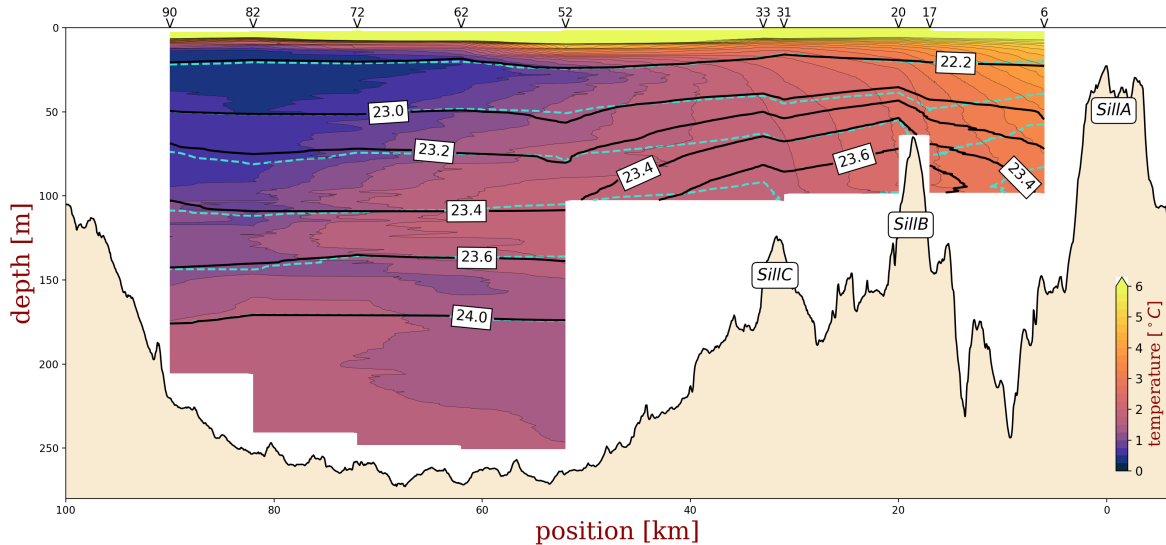 90 82 72 62 52 33 31 20 17 6
0
50
100
150
200
250
depth [m]
22.2
23.0
23.2
23.4
23.4
23.6
23.4
23.6
24.0
SillA
SillB
SillC
6
5
4
3
2
1
0
temperature [°C]
100 80 60 40 20 0
position [km]